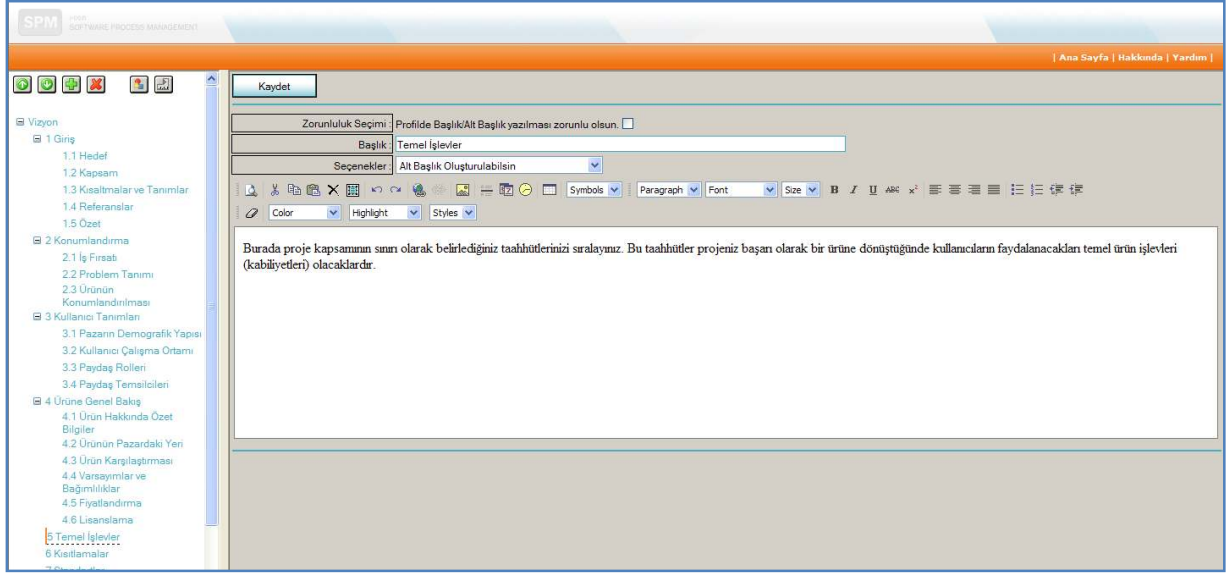 SPM
SOFTWARE PROCESS MANAGEMENT
| Ana Sayfa | Hakkında | Yardım |
Kaydet
Vizyon
1 Giriş
1.1 Hedef
1.2 Kapsam
1.3 Kısaltmalar ve Tanımlar
1.4 Referanslar
1.5 Özet
2 Konumlandırma
2.1 İş Fırsatı
2.2 Problem Tanımı
2.3 Ürünün
Konumlandırılması
3 Kullanıcı Tanımları
3.1 Pazarın Demografik Yapısı
3.2 Kullanıcı Çalışma Ortamı
3.3 Paydaş Rolleri
3.4 Paydaş Temsilcileri
4 Ürüne Genel Bakış
4.1 Ürün Hakkında Özet
Bilgiler
4.2 Ürünün Pazardaki Yeri
4.3 Ürün Karşılaştırması
4.4 Varsayımlar ve
Bağımlılıklar
4.5 Fiyatlandırma
4.6 Lisanslama
5 Temel İşlevler
6 Kısıtlamalar
7 Standartlar
Zorunluluk Seçimi : Profilde Başlık/Alt Başlık yazılması zorunlu olsun.
Başlık : Temel İşlevler
Seçenekler : Alt Başlık Oluşturulabilsin
Symbols Paragraph Font Size B I U ABC x²
Color Highlight Styles
Burada proje kapsamının sınırı olarak belirlediğiniz taahhütlerinizi sıralayınız. Bu taahhütler projeniz başarı olarak bir ürüne dönüştüğünde kullanıcıların faydalanacakları temel ürün işlevleri
(kabiliyetleri) olacaklardır.